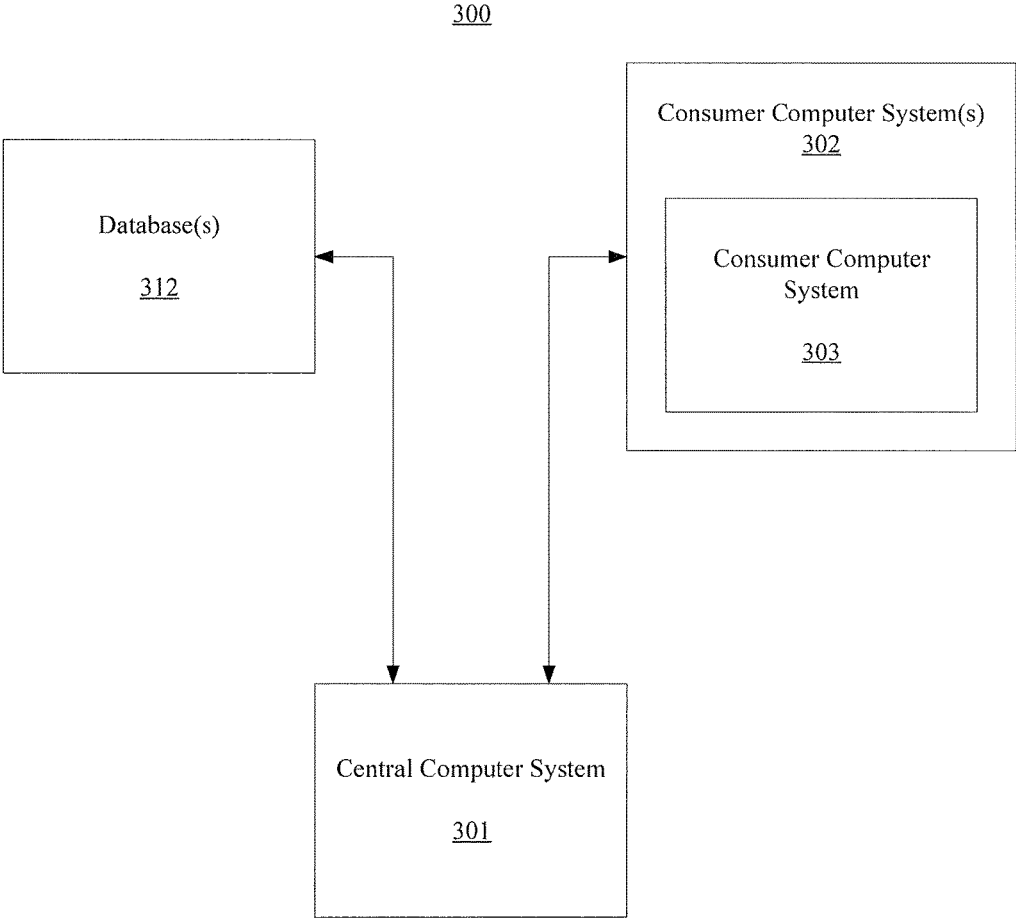 300
Consumer Computer System(s)
302
Database(s)
312
Consumer Computer
System
303
Central Computer System
301